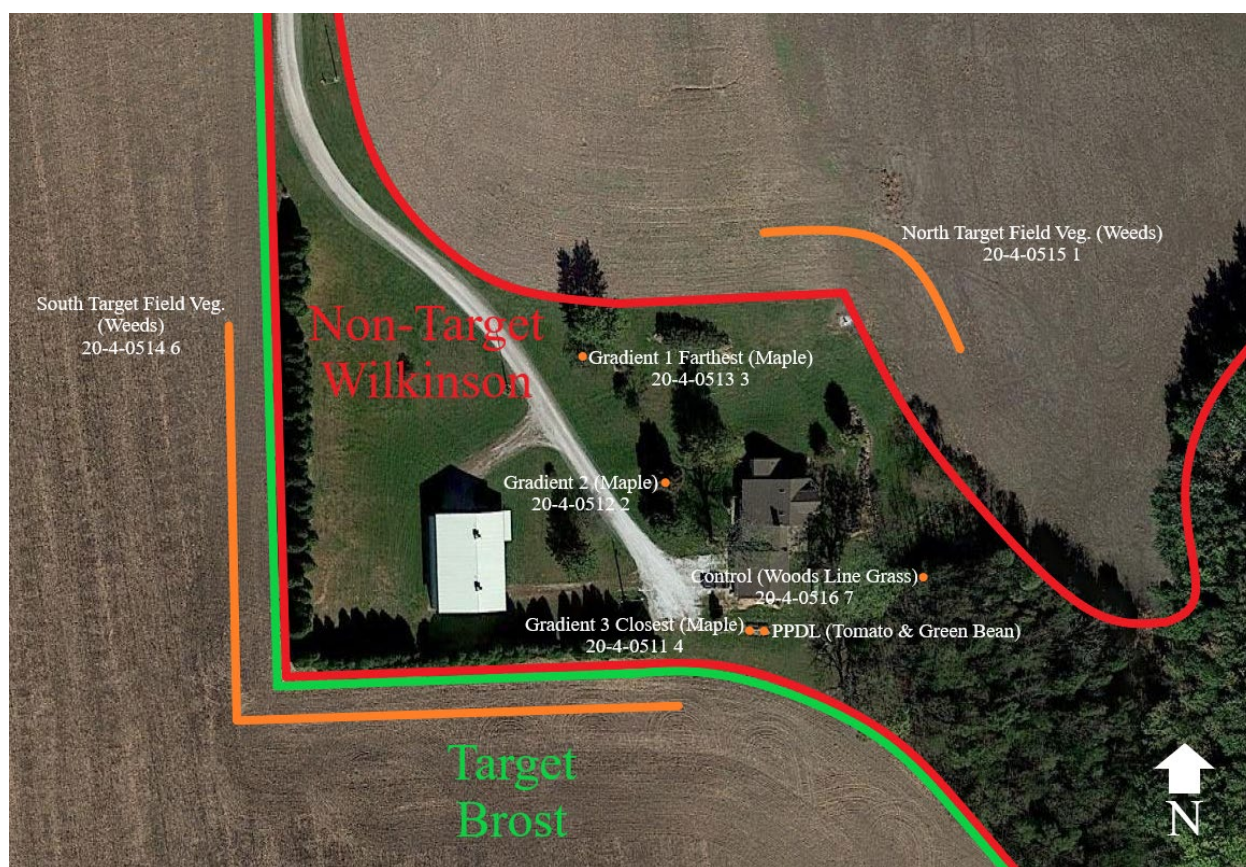 North Target Field Veg. (Weeds)
20-4-0515 1
South Target Field Veg.
(Weeds)
20-4-0514 6
Non-Target
Wilkinson
Gradient 1 Farthest (Maple)
20-4-0513 3
Gradient 2 (Maple)
20-4-0512 2
Control (Woods Line Grass)
20-4-0516 7
Gradient 3 Closest (Maple)
20-4-0511 4
PPDL (Tomato & Green Bean)
Target
Brost
N